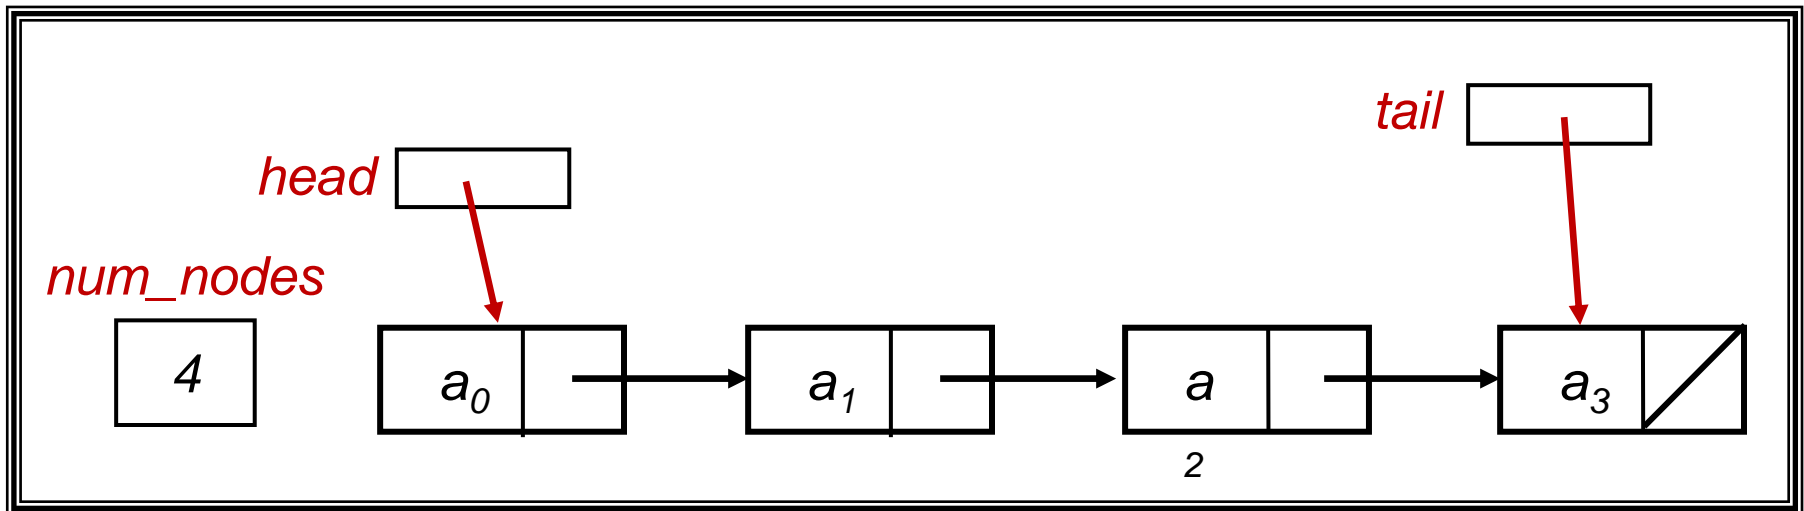 tail
head
num_nodes
4 a₀ a₁ a a₃
2